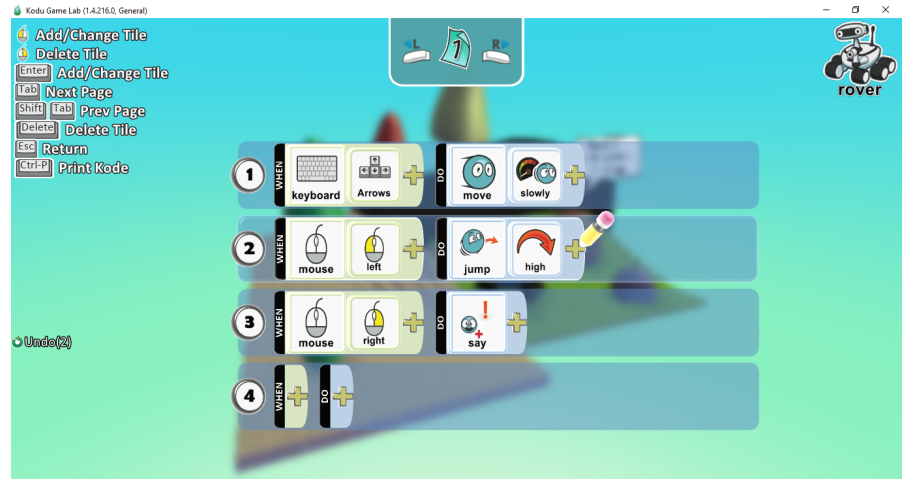 Kodu Game Lab (1.4.216.0, General)
Add/Change Tile
Delete Tile
Enter Add/Change Tile
Tab Next Page
Shift Tab Prev Page
Delete Delete Tile
Esc Return
Ctrl-P Print Kode
L 1 R
rover
1 WHEN keyboard Arrows DO move slowly
2 WHEN mouse left DO jump high
3 WHEN mouse right DO say
Undo(2)
4 WHEN DO